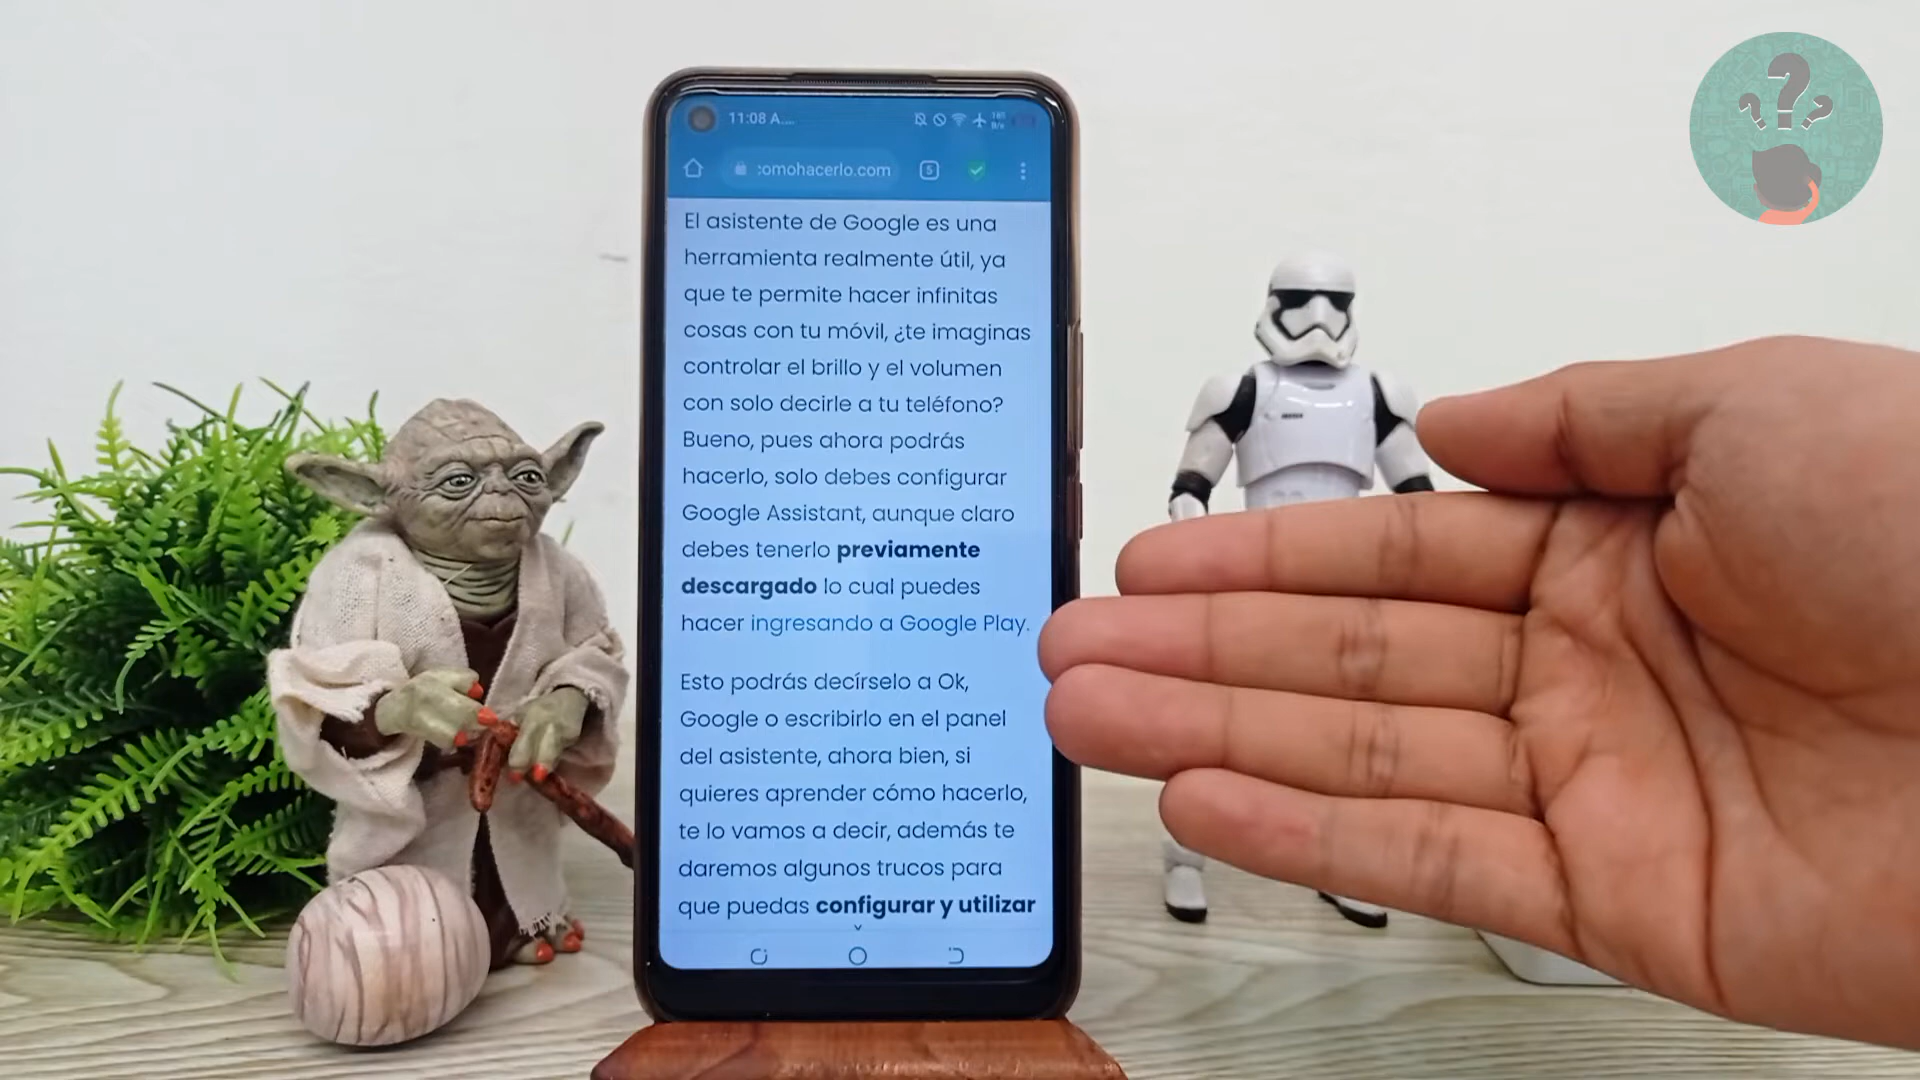 11:08 A....
:omohacerlo.com
5
El asistente de Google es una
herramienta realmente útil, ya
que te permite hacer infinitas
cosas con tu móvil, ¿te imaginas
controlar el brillo y el volumen
con solo decirle a tu teléfono?
Bueno, pues ahora podrás
hacerlo, solo debes configurar
Google Assistant, aunque claro
debes tenerlo previamente
descargado lo cual puedes
hacer ingresando a Google Play.
Esto podrás decírselo a Ok,
Google o escribirlo en el panel
del asistente, ahora bien, si
quieres aprender cómo hacerlo,
te lo vamos a decir, además te
daremos algunos trucos para
que puedas configurar y utilizar